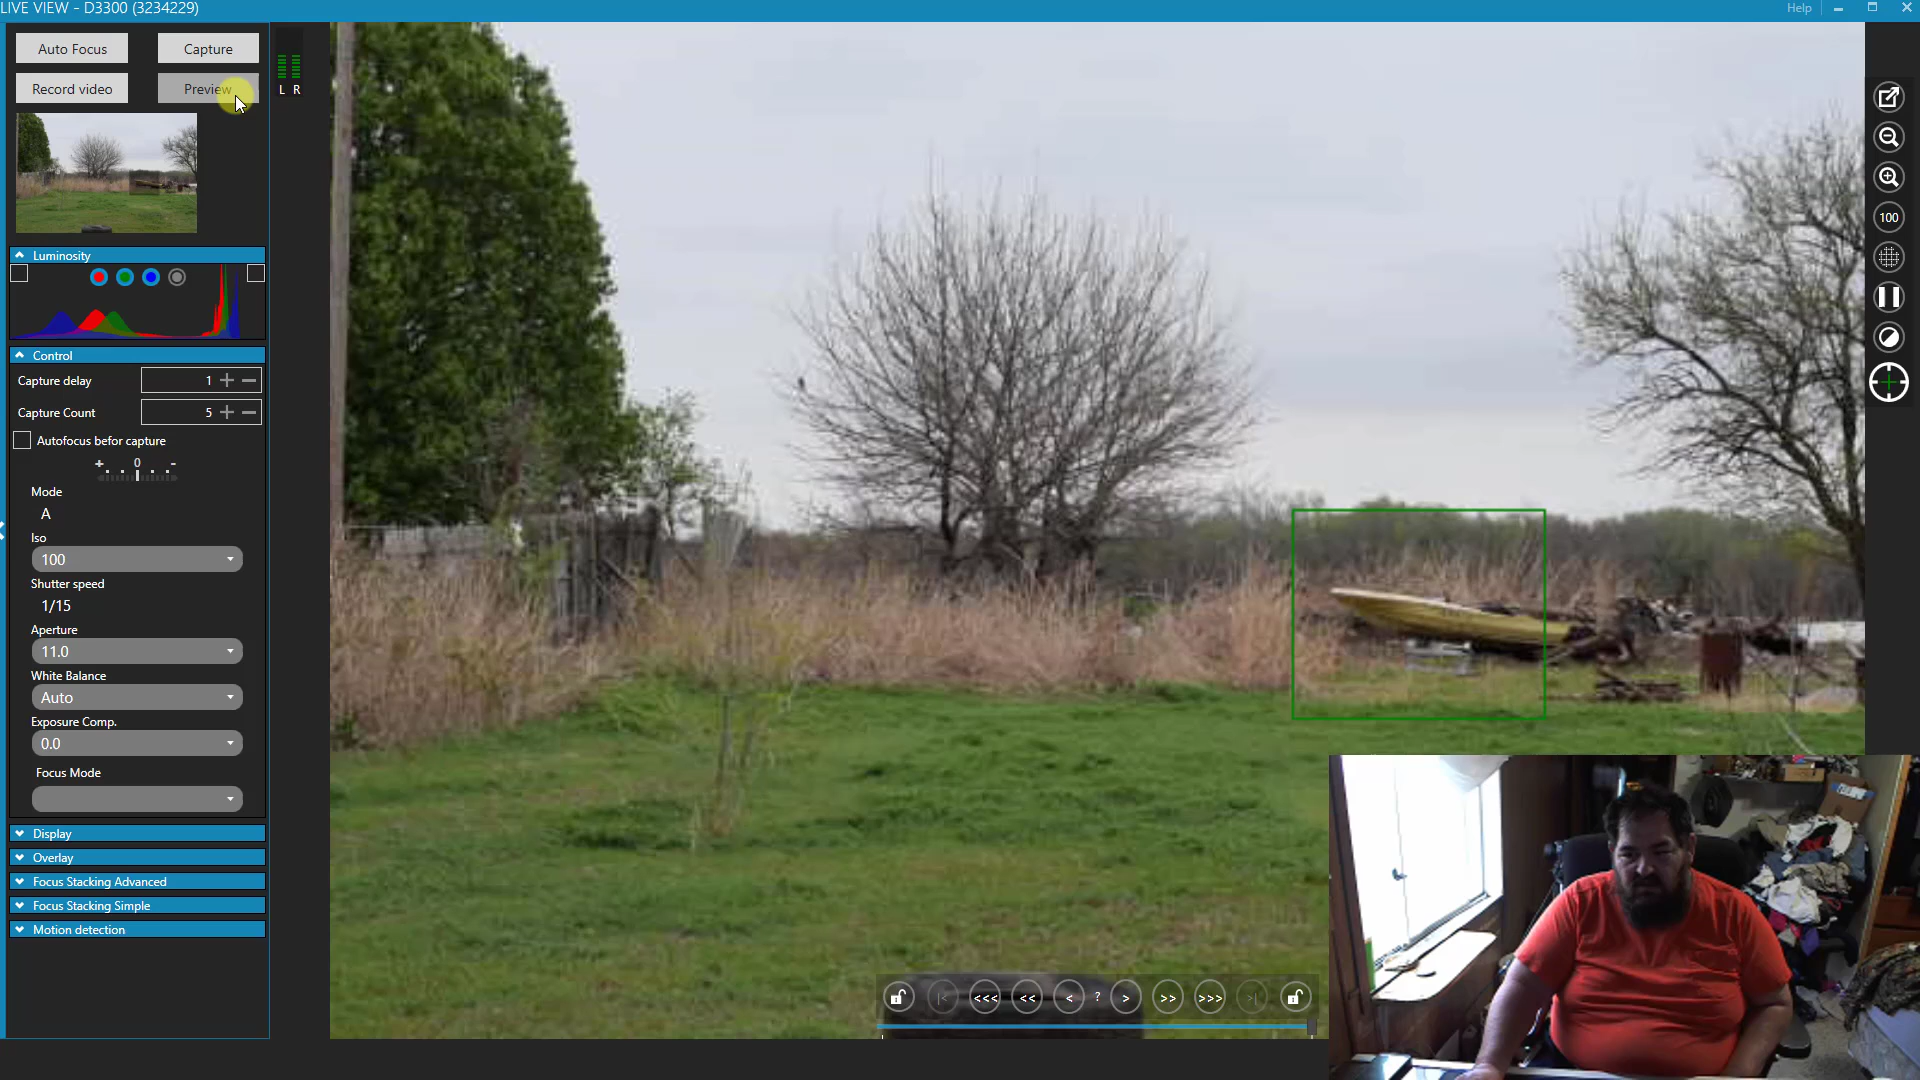 LIVE VIEW - D3300 (3234229)
Help
Auto Focus
Capture
Record video
Preview
L R
Luminosity
Control
Capture delay
1
Capture Count
5
Autofocus befor capture
+ 0 -
Mode
A
Iso
100
Shutter speed
1/15
Aperture
11.0
White Balance
Auto
Exposure Comp.
0.0
Focus Mode
Display
Overlay
Focus Stacking Advanced
Focus Stacking Simple
Motion detection
100
|< <<< << < ? > >> >>> >|